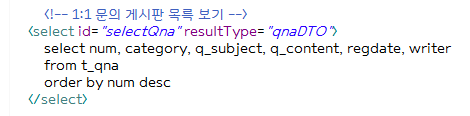 <!-- 1:1 문의 게시판 목록 보기 -->
<select id="selectQna" resultType="qnaDTO">
select num, category, q_subject, q_content, regdate, writer
from t_qna
order by num desc
</select>